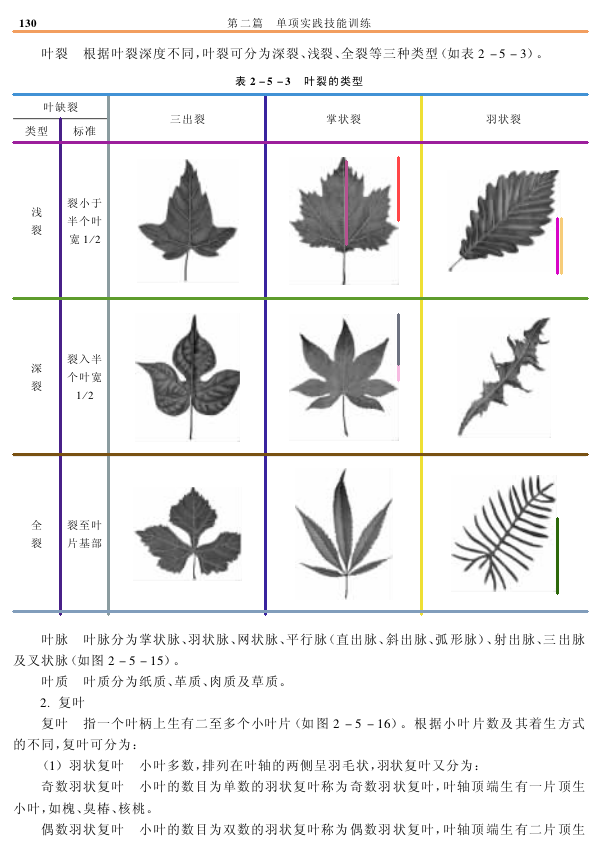 130
第二篇　单项实践技能训练
叶裂　根据叶裂深度不同,叶裂可分为深裂、浅裂、全裂等三种类型(如表2-5-3)。
表2-5-3　叶裂的类型
叶缺裂
三出裂
掌状裂
羽状裂
类型
标准
浅
裂
裂小于
半个叶
宽1/2
深
裂
裂入半
个叶宽
1/2
全
裂
裂至叶
片基部
叶脉　叶脉分为掌状脉、羽状脉、网状脉、平行脉(直出脉、斜出脉、弧形脉)、射出脉、三出脉
及叉状脉(如图2-5-15)。
叶质　叶质分为纸质、革质、肉质及草质。
2. 复叶
复叶　指一个叶柄上生有二至多个小叶片(如图2-5-16)。根据小叶片数及其着生方式
的不同,复叶可分为:
(1) 羽状复叶　小叶多数,排列在叶轴的两侧呈羽毛状,羽状复叶又分为:
奇数羽状复叶　小叶的数目为单数的羽状复叶称为奇数羽状复叶,叶轴顶端生有一片顶生
小叶,如槐、臭椿、核桃。
偶数羽状复叶　小叶的数目为双数的羽状复叶称为偶数羽状复叶,叶轴顶端生有二片顶生